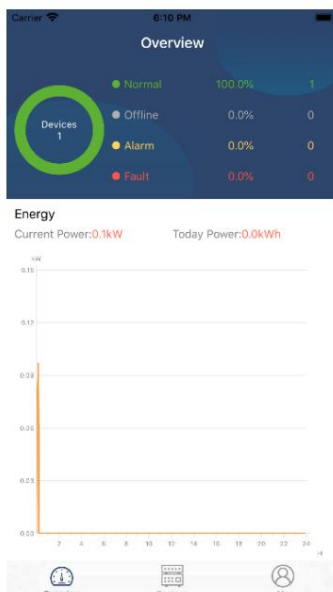 Carrier 6:10 PM
Overview
Devices
1
Normal 100.0% 1
Offline 0.0% 0
Alarm 0.0% 0
Fault 0.0% 0
Energy
Current Power:0.1kW Today Power:0.0kWh
kW
0.15
0.12
0.09
0.06
0.03
0.00
2 4 6 8 10 12 14 16 18 20 22 24
H
Overview